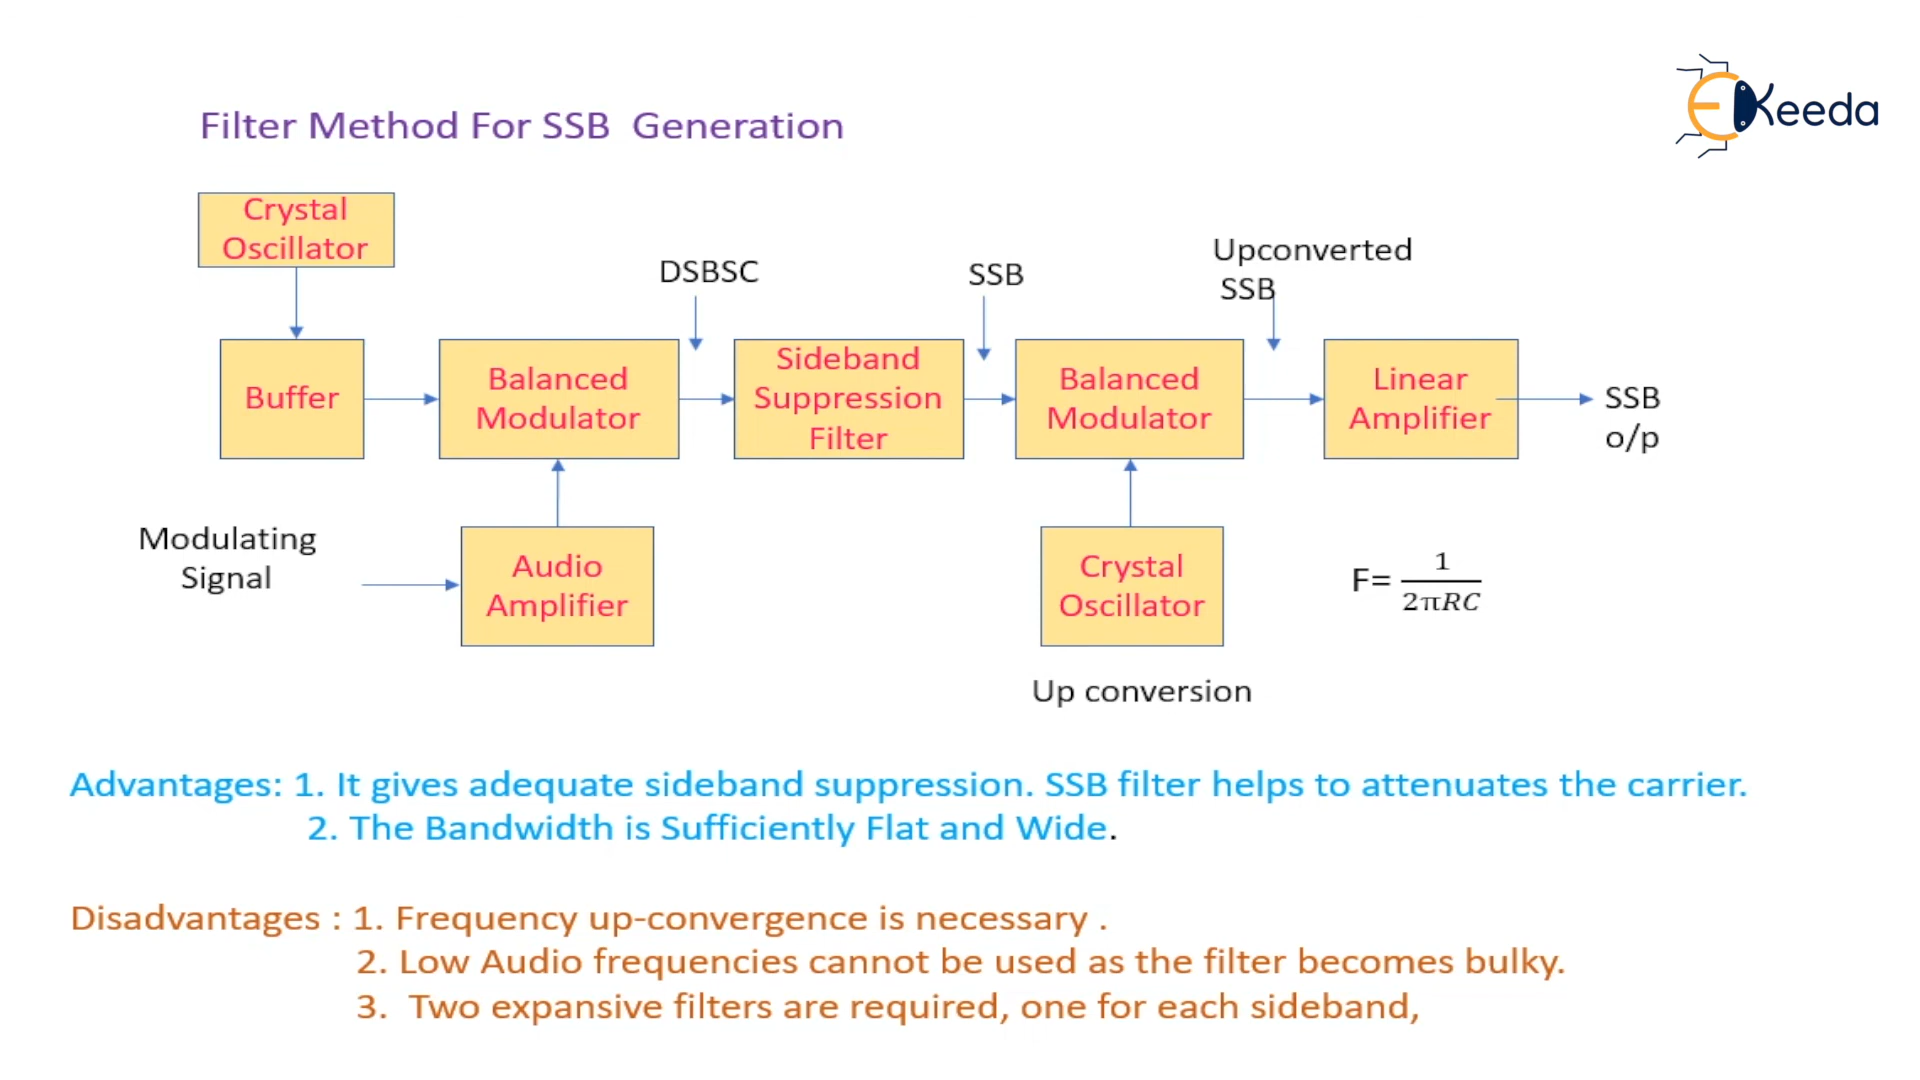 Keeda
Filter Method For SSB Generation
Crystal
Oscillator
DSBSC
SSB
Upconverted
SSB
Buffer
Balanced
Modulator
Sideband
Suppression
Filter
Balanced
Modulator
Linear
Amplifier
SSB
o/p
Modulating
Signal
Audio
Amplifier
Crystal
Oscillator
F= 1
2πRC
Up conversion
Advantages: 1. It gives adequate sideband suppression. SSB filter helps to attenuates the carrier.
2. The Bandwidth is Sufficiently Flat and Wide.
Disadvantages : 1. Frequency up-convergence is necessary .
2. Low Audio frequencies cannot be used as the filter becomes bulky.
3. Two expansive filters are required, one for each sideband,